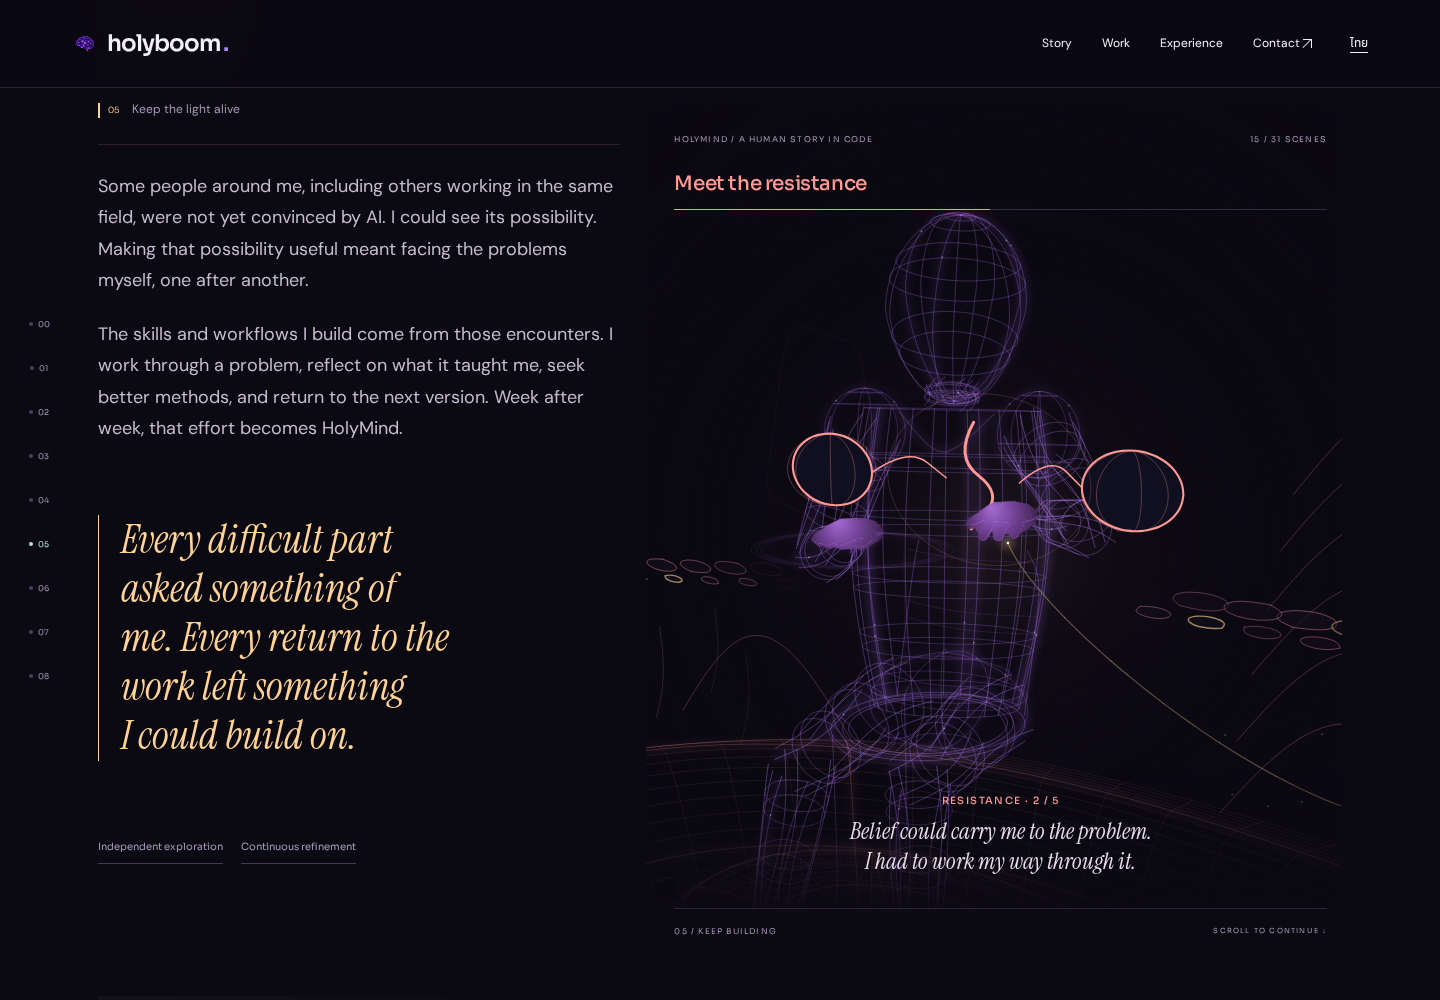 holyboom.
Story
Work
Experience
Contact
ไทย
05 Keep the light alive
Some people around me, including others working in the same
field, were not yet convinced by AI. I could see its possibility.
Making that possibility useful meant facing the problems
myself, one after another.
The skills and workflows I build come from those encounters. I
work through a problem, reflect on what it taught me, seek
better methods, and return to the next version. Week after
week, that effort becomes HolyMind.
00
01
02
03
04
05
06
07
08
Every difficult part
asked something of
me. Every return to the
work left something
I could build on.
Independent exploration
Continuous refinement
HOLYMIND / A HUMAN STORY IN CODE
15 / 31 SCENES
Meet the resistance
RESISTANCE · 2 / 5
Belief could carry me to the problem.
I had to work my way through it.
05 / KEEP BUILDING
SCROLL TO CONTINUE ↓